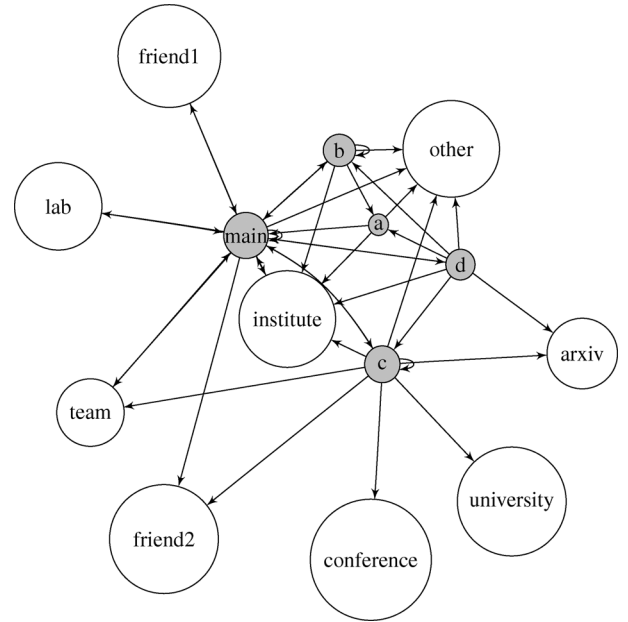 friend1
b
other
lab
a
main
d
institute
c
arxiv
team
university
friend2
conference